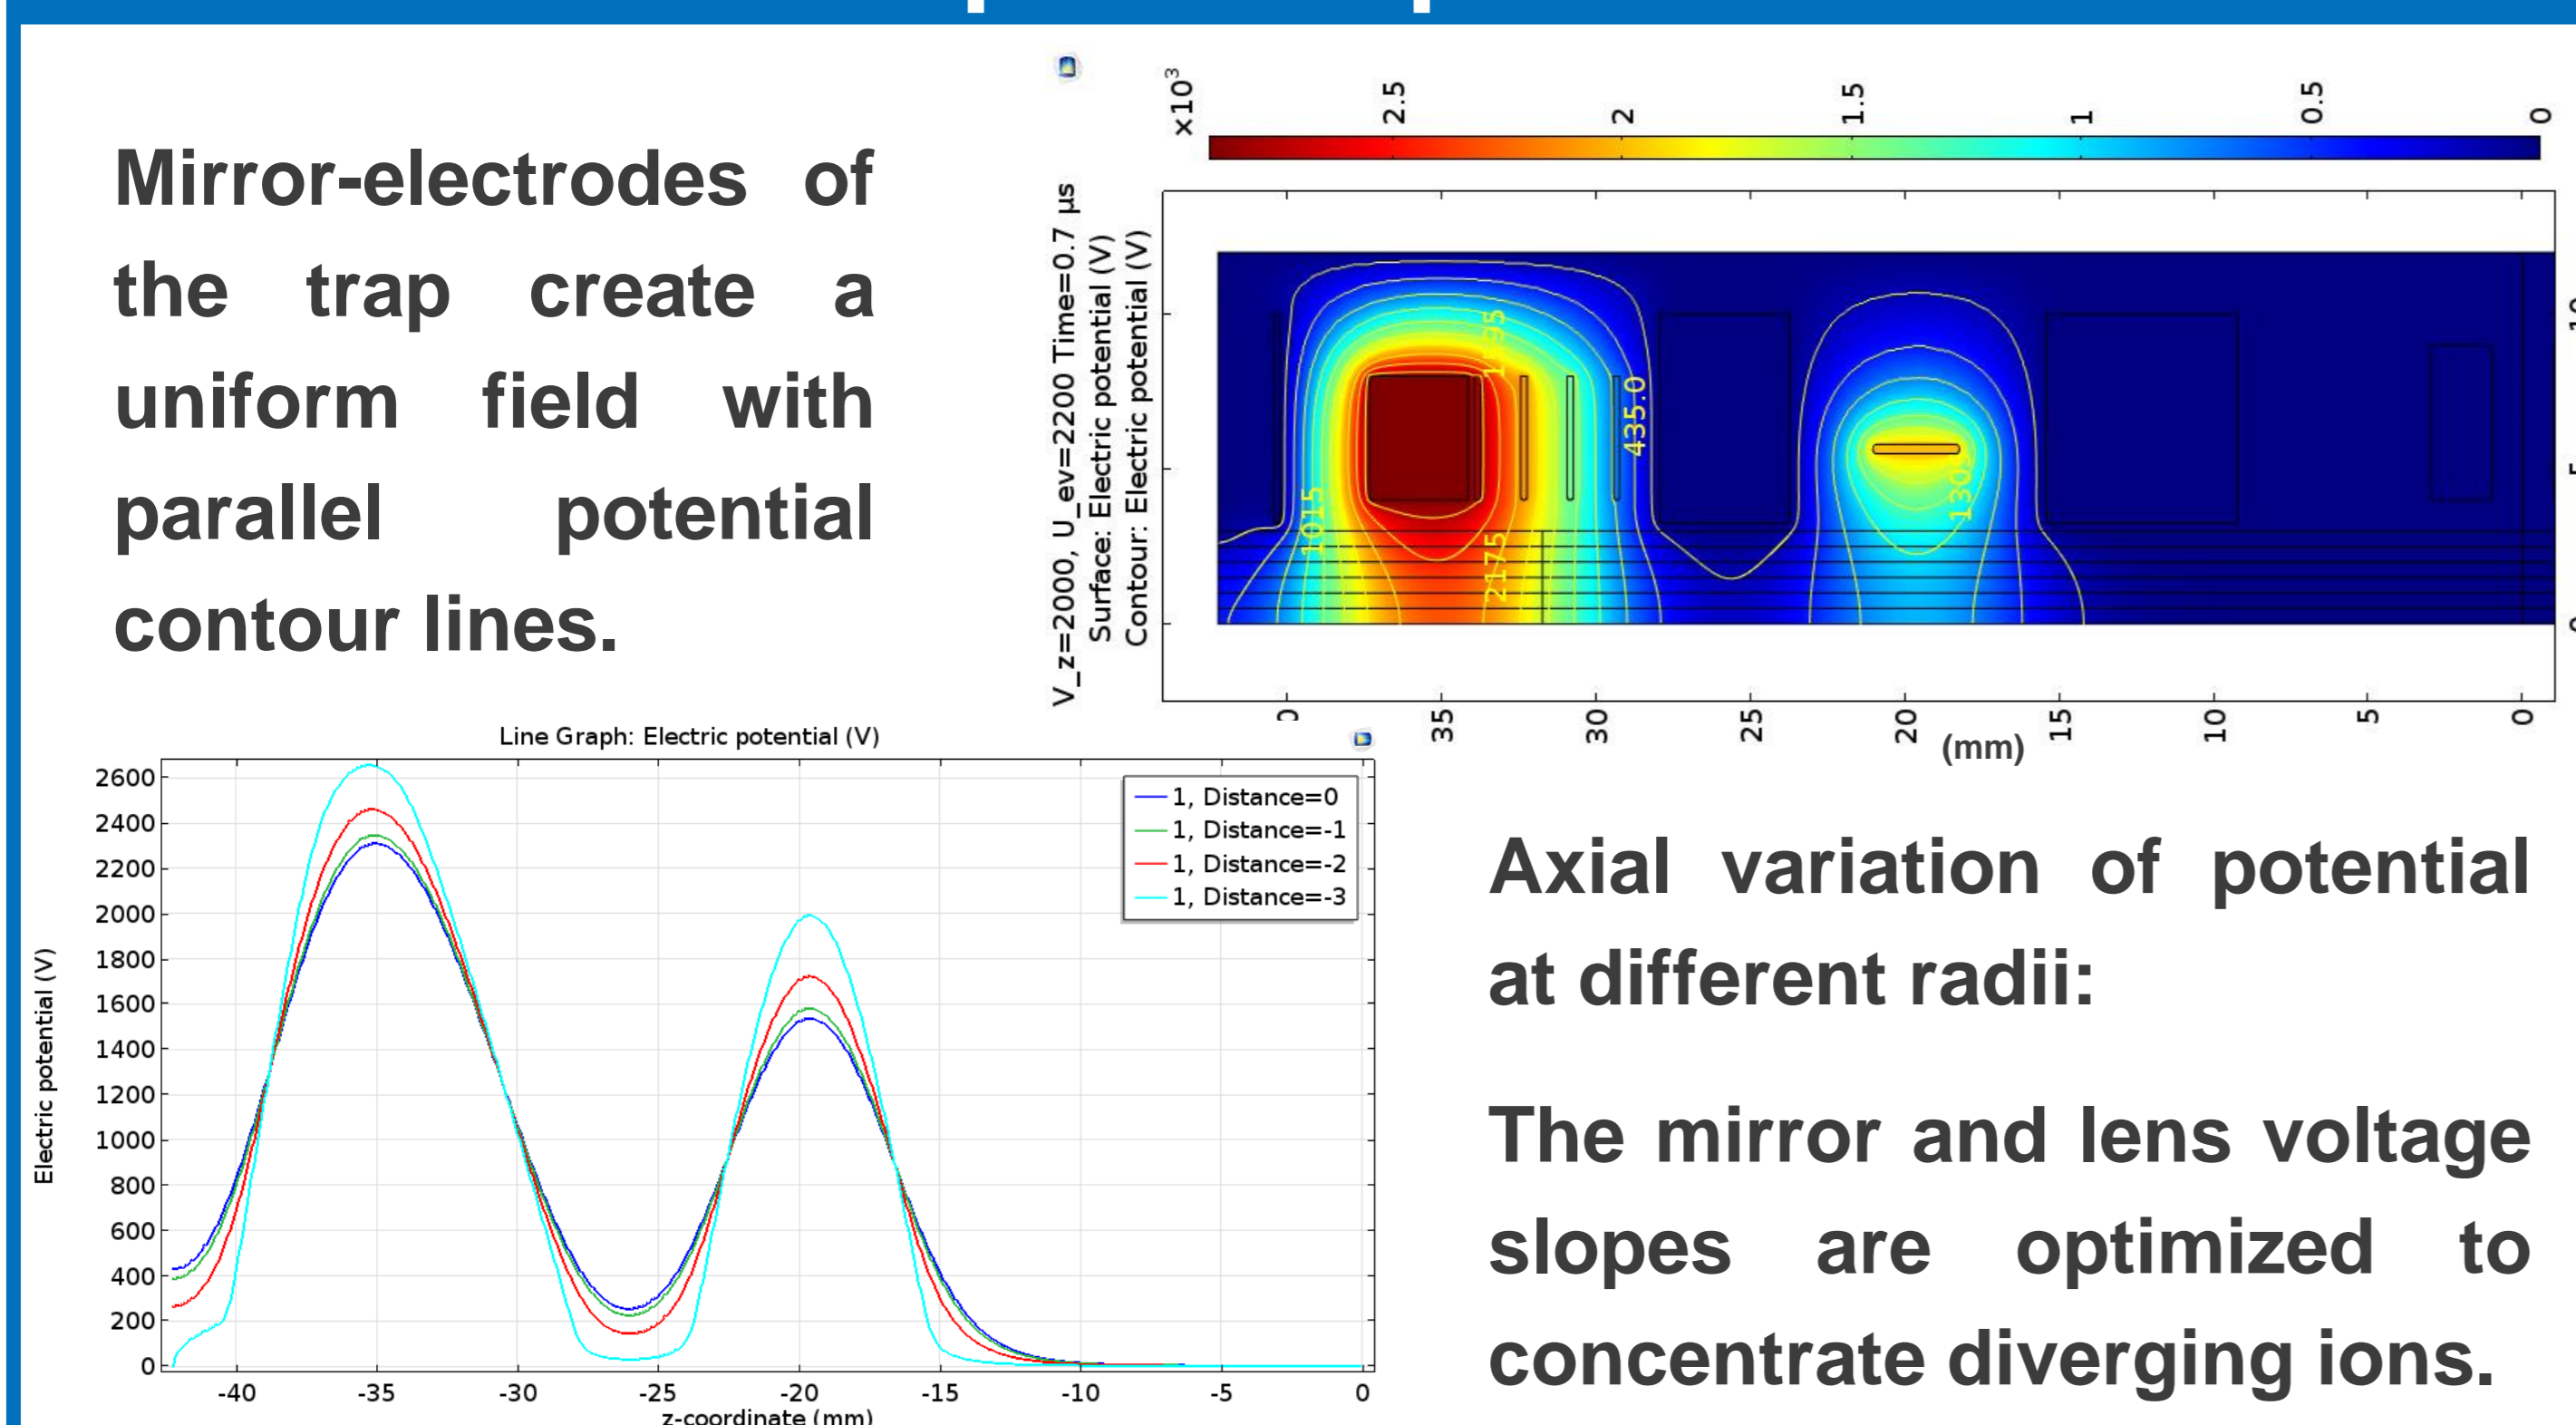 Mirror-electrodes of
the trap create a
uniform field with
parallel potential
contour lines.
V_z=2000, U_ev=2200 Time=0.7 μs
Surface: Electric potential (V)
Contour: Electric potential (V)
×10³
2.5
2
1.5
1
0.5
0
1015
2175
435.0
35
30
25
20
15
10
5
0
(mm)
Line Graph: Electric potential (V)
1, Distance=0
1, Distance=-1
1, Distance=-2
1, Distance=-3
Electric potential (V)
2600
2400
2200
2000
1800
1600
1400
1200
1000
800
600
400
200
0
-40
-35
-30
-25
-20
-15
-10
-5
0
z-coordinate (mm)
Axial variation of potential
at different radii:
The mirror and lens voltage
slopes are optimized to
concentrate diverging ions.